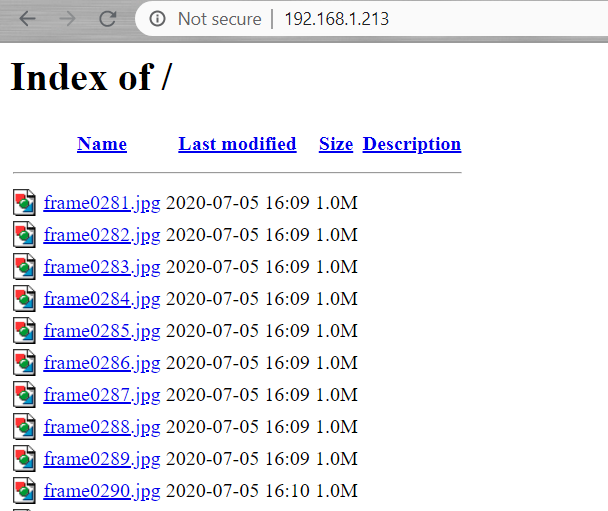 Not secure | 192.168.1.213
Index of /
Name Last modified Size Description
frame0281.jpg 2020-07-05 16:09 1.0M
frame0282.jpg 2020-07-05 16:09 1.0M
frame0283.jpg 2020-07-05 16:09 1.0M
frame0284.jpg 2020-07-05 16:09 1.0M
frame0285.jpg 2020-07-05 16:09 1.0M
frame0286.jpg 2020-07-05 16:09 1.0M
frame0287.jpg 2020-07-05 16:09 1.0M
frame0288.jpg 2020-07-05 16:09 1.0M
frame0289.jpg 2020-07-05 16:09 1.0M
frame0290.jpg 2020-07-05 16:10 1.0M